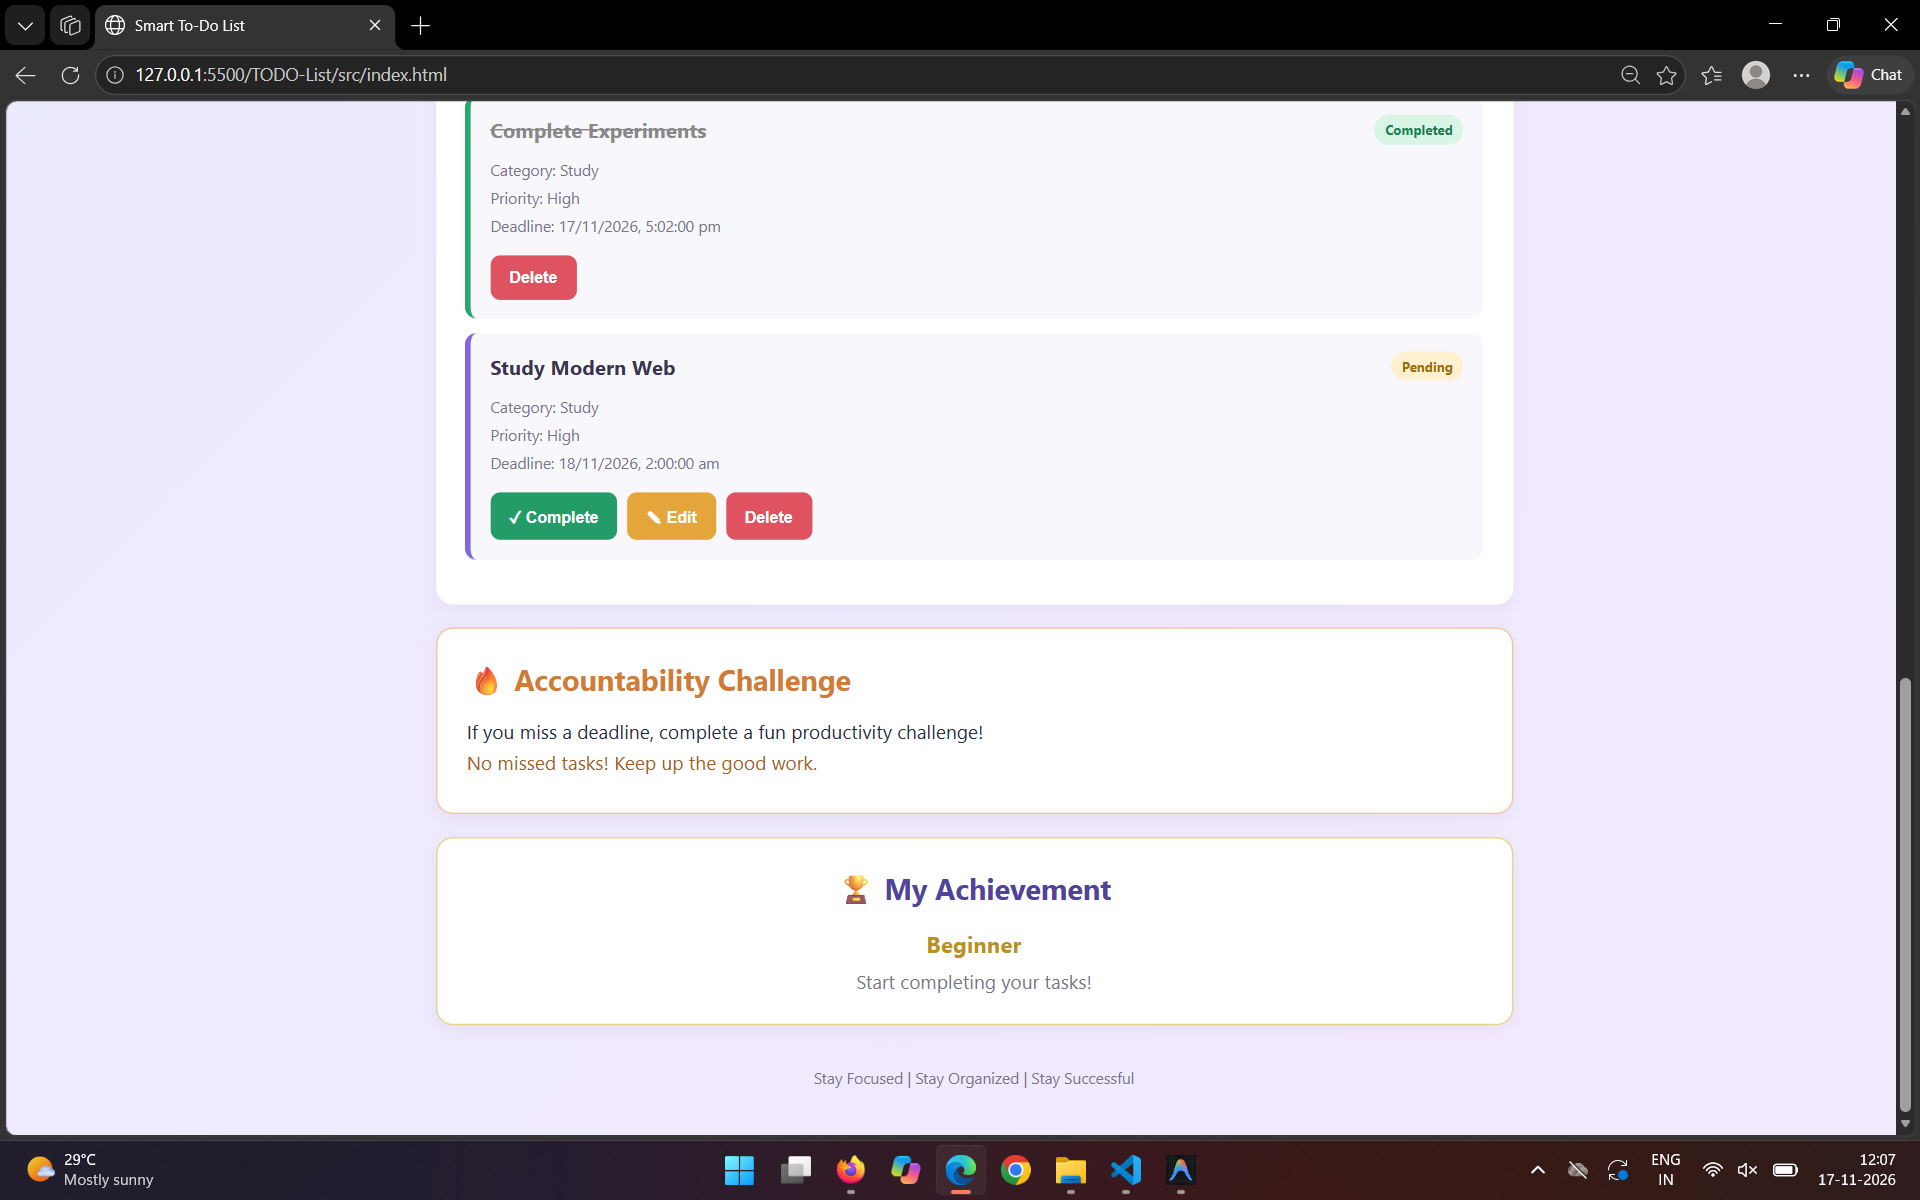 Smart To-Do List
127.0.0.1:5500/TODO-List/src/index.html
Chat
Complete Experiments
Completed
Category: Study
Priority: High
Deadline: 17/11/2026, 5:02:00 pm
Delete
Study Modern Web
Pending
Category: Study
Priority: High
Deadline: 18/11/2026, 2:00:00 am
✓ Complete
✏ Edit
Delete
🔥 Accountability Challenge
If you miss a deadline, complete a fun productivity challenge!
No missed tasks! Keep up the good work.
🏆 My Achievement
Beginner
Start completing your tasks!
Stay Focused | Stay Organized | Stay Successful
29°C
Mostly sunny
ENG
IN
12:07
17-11-2026